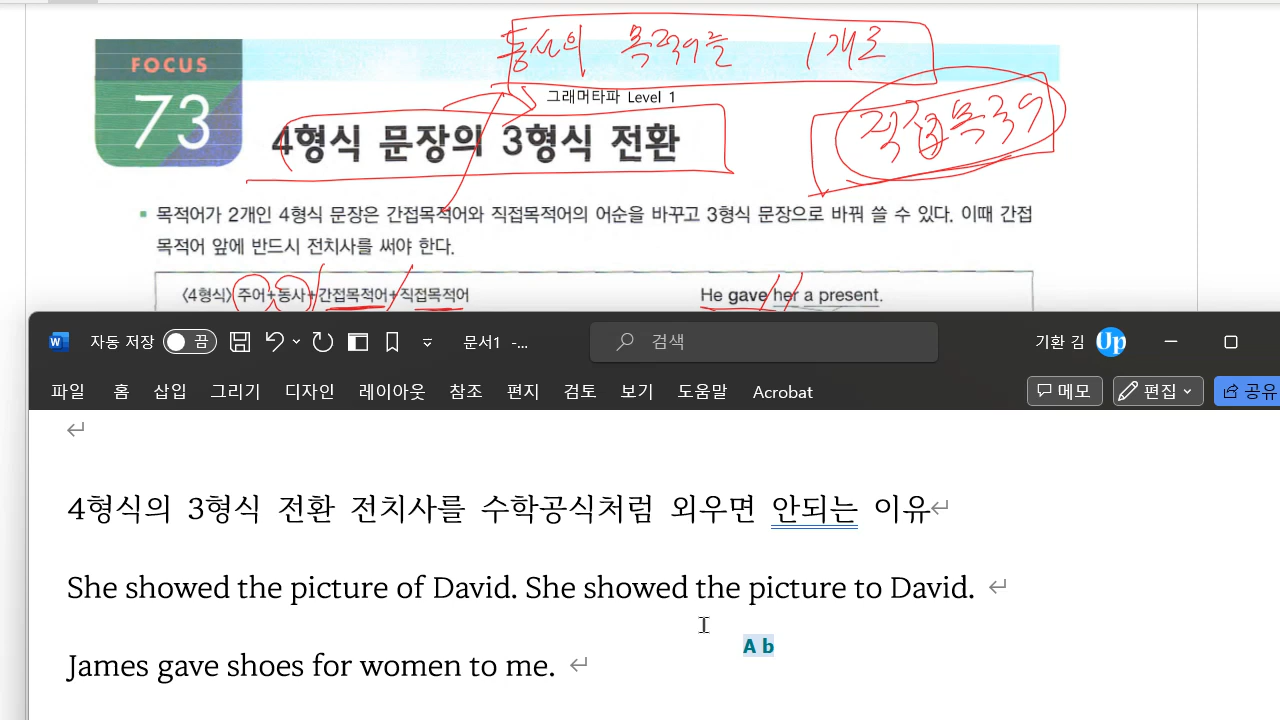 동사의 목적어를 1개로
FOCUS
73
그래머타파 Level 1
4형식 문장의 3형식 전환
직접목적어
목적어가 2개인 4형식 문장은 간접목적어와 직접목적어의 어순을 바꾸고 3형식 문장으로 바꿔 쓸 수 있다. 이때 간접
목적어 앞에 반드시 전치사를 써야 한다.
〈4형식〉 주어+동사+간접목적어+직접목적어 He gave her a present.
자동 저장 끔 문서1 -... 검색 기환 김 Up
파일 홈 삽입 그리기 디자인 레이아웃 참조 편지 검토 보기 도움말 Acrobat 메모 편집 공유
4형식의 3형식 전환 전치사를 수학공식처럼 외우면 안되는 이유
She showed the picture of David. She showed the picture to David.
A b
James gave shoes for women to me.